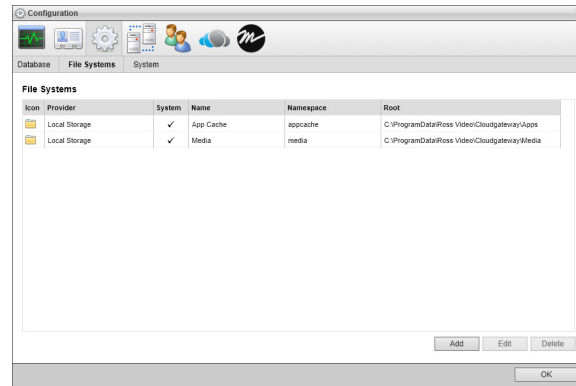 Configuration
Database File Systems System
File Systems
Icon Provider System Name Namespace Root
Local Storage ✓ App Cache appcache C:\ProgramData\Ross Video\Cloudgateway\Apps
Local Storage ✓ Media media C:\ProgramData\Ross Video\Cloudgateway\Media
Add Edit Delete
OK